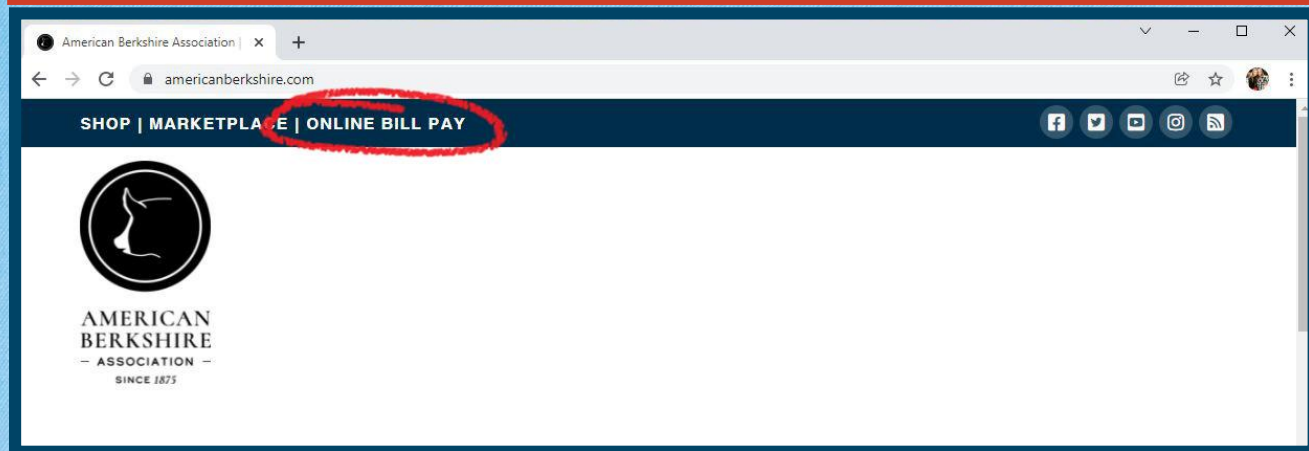 American Berkshire Association |
americanberkshire.com
SHOP | MARKETPLACE | ONLINE BILL PAY
AMERICAN
BERKSHIRE
– ASSOCIATION –
SINCE 1875